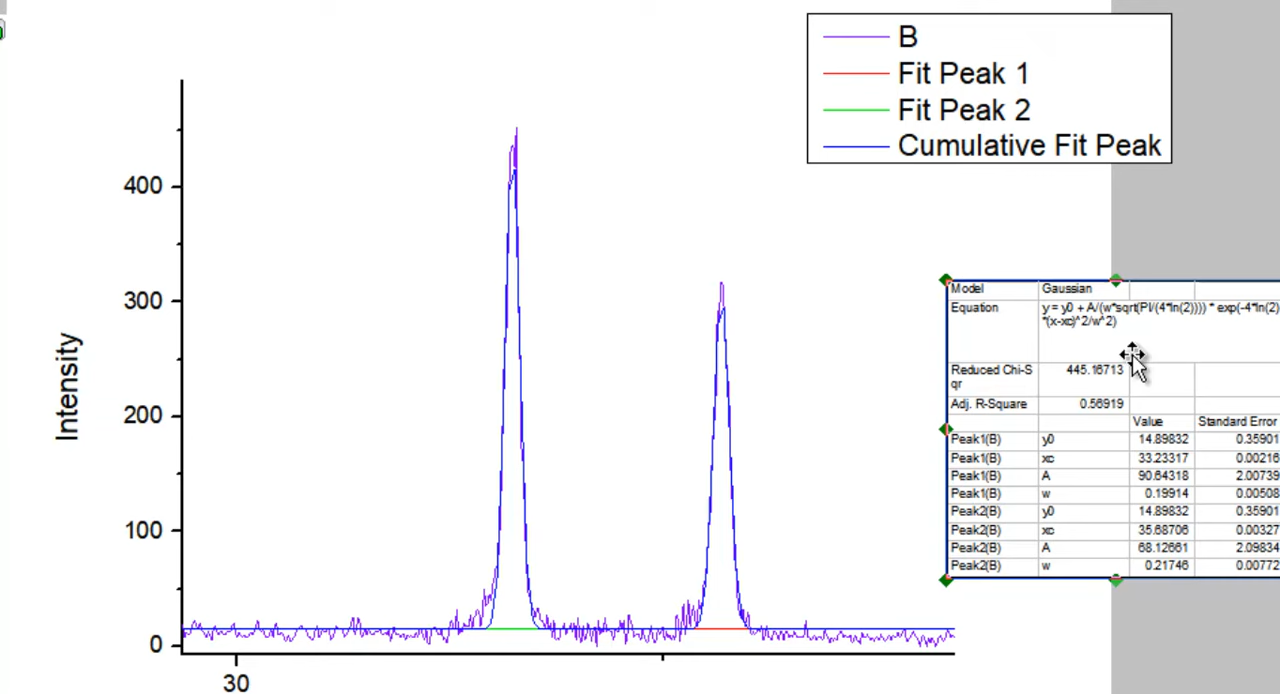 B
Fit Peak 1
Fit Peak 2
Cumulative Fit Peak
400
300
200
100
0
Intensity
30
Model Gaussian
Equation y = y0 + A/(w*sqrt(PI/(4*ln(2)))) * exp(-4*ln(2)
*(x-xc)^2/w^2)
Reduced Chi-S 445.16713
qr
Adj. R-Square 0.56919
Value Standard Error
Peak1(B) y0 14.89832 0.35901
Peak1(B) xc 33.23317 0.00216
Peak1(B) A 90.64318 2.00739
Peak1(B) w 0.19914 0.00508
Peak2(B) y0 14.89832 0.35901
Peak2(B) xc 35.68706 0.00327
Peak2(B) A 68.12661 2.09834
Peak2(B) w 0.21746 0.00772